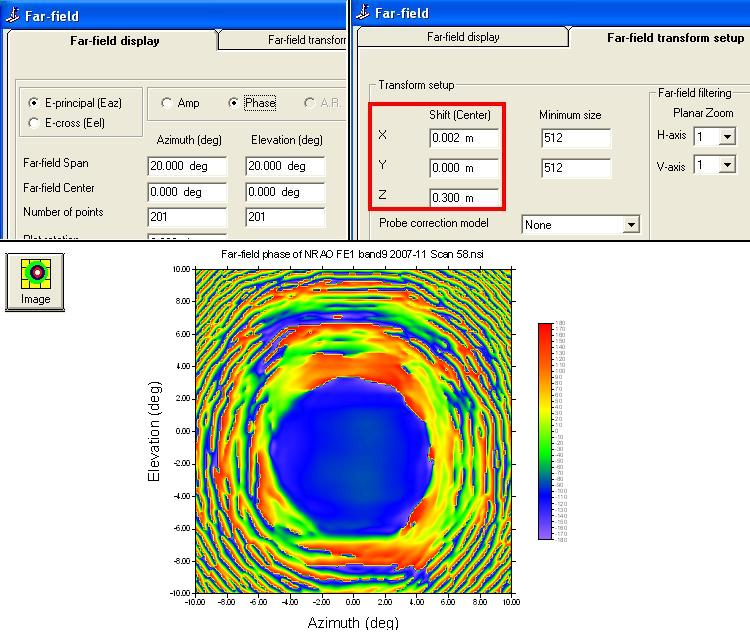 Far-field
Far-field display
Far-field transform
E-principal (Eaz)
E-cross (Eel)
Amp
Phase
A.R.
Azimuth (deg)
Elevation (deg)
Far-field Span
20.000 deg
20.000 deg
Far-field Center
0.000 deg
0.000 deg
Number of points
201
201
Far-field
Far-field display
Far-field transform setup
Transform setup
Shift (Center)
Minimum size
X
0.002 m
512
Y
0.000 m
512
Z
0.300 m
Probe correction model
None
Far-field filtering
Planar Zoom
H-axis
1
V-axis
1
Image
Far-field phase of NRAO FE1 band9 2007-11 Scan 58.nsi
Elevation (deg)
10.00
8.00
6.00
4.00
2.00
0.00
-2.00
-4.00
-6.00
-8.00
-10.00
-10.00 -8.00 -6.00 -4.00 -2.00 0.00 2.00 4.00 6.00 8.00 10.00
Azimuth (deg)